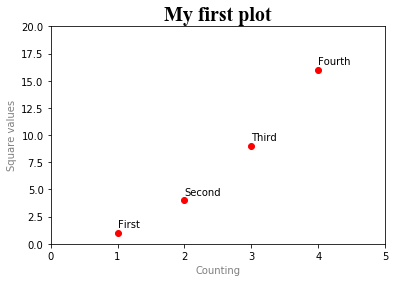 My first plot
20.0
17.5
15.0
12.5
10.0
7.5
5.0
2.5
0.0
Square values
Fourth
Third
Second
First
0 1 2 3 4 5
Counting